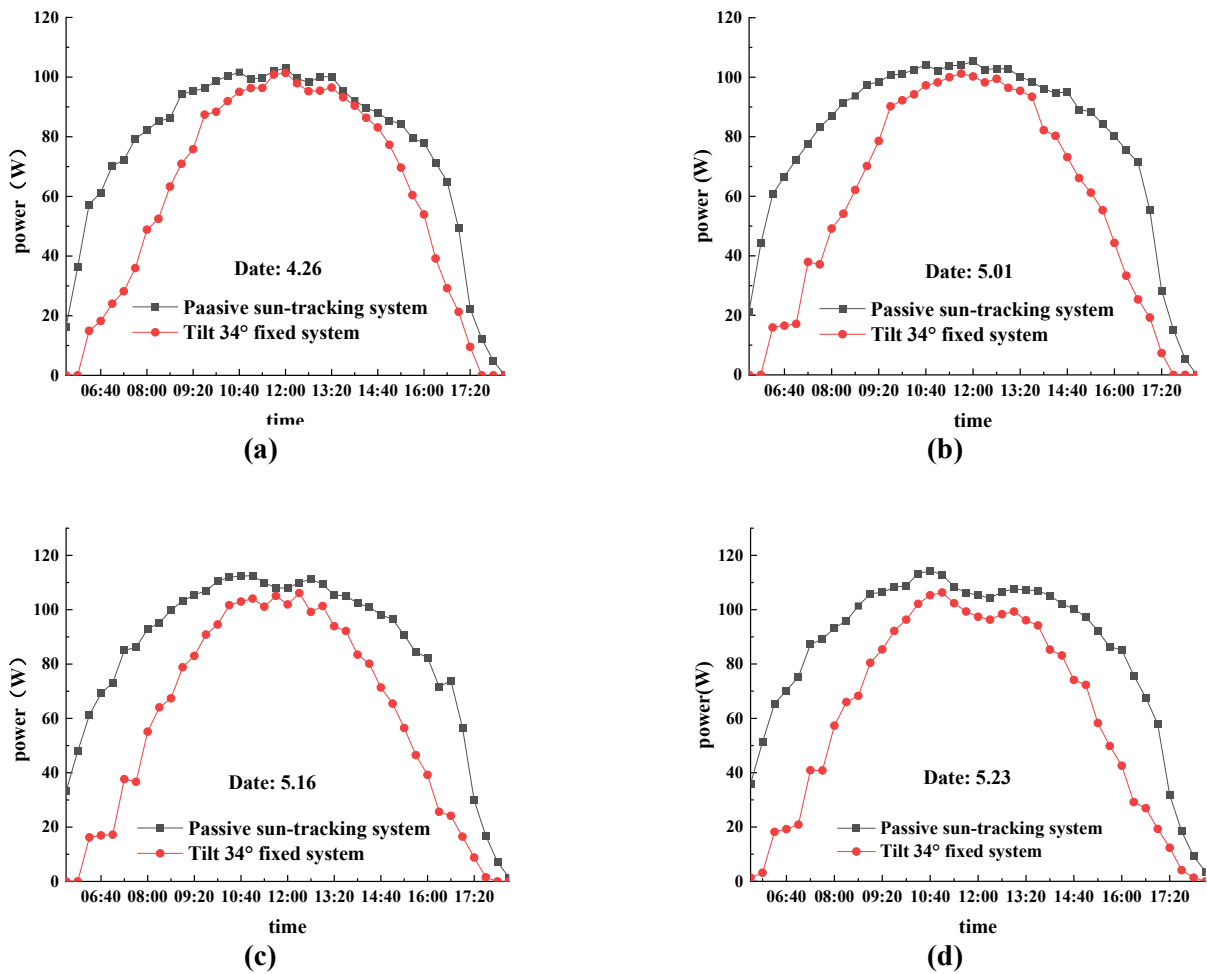 120
100
80
60
40
20
0
power（W）
Date: 4.26
Paasive sun-tracking system
Tilt 34° fixed system
06:40 08:00 09:20 10:40 12:00 13:20 14:40 16:00 17:20
time
(a)
120
100
80
60
40
20
0
power (W)
Date: 5.01
Paasive sun-tracking system
Tilt 34° fixed system
06:40 08:00 09:20 10:40 12:00 13:20 14:40 16:00 17:20
time
(b)
120
100
80
60
40
20
0
power（W）
Date: 5.16
Passive sun-tracking system
Tilt 34° fixed system
06:40 08:00 09:20 10:40 12:00 13:20 14:40 16:00 17:20
time
(c)
120
100
80
60
40
20
0
power(W)
Date: 5.23
Passive sun-tracking system
Tilt 34° fixed system
06:40 08:00 09:20 10:40 12:00 13:20 14:40 16:00 17:20
time
(d)